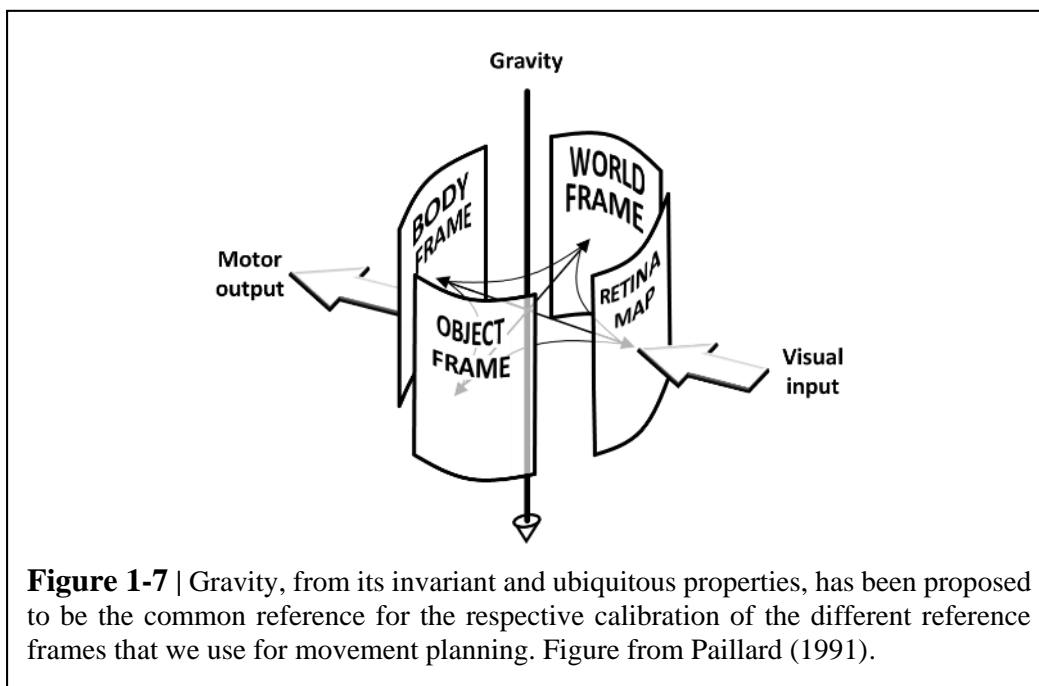 Gravity
WORLD
FRAME
BODY
FRAME
Motor
output
RETINA
MAP
OBJECT
FRAME
Visual
input
Figure 1-7 | Gravity, from its invariant and ubiquitous properties, has been proposed
to be the common reference for the respective calibration of the different reference
frames that we use for movement planning. Figure from Paillard (1991).